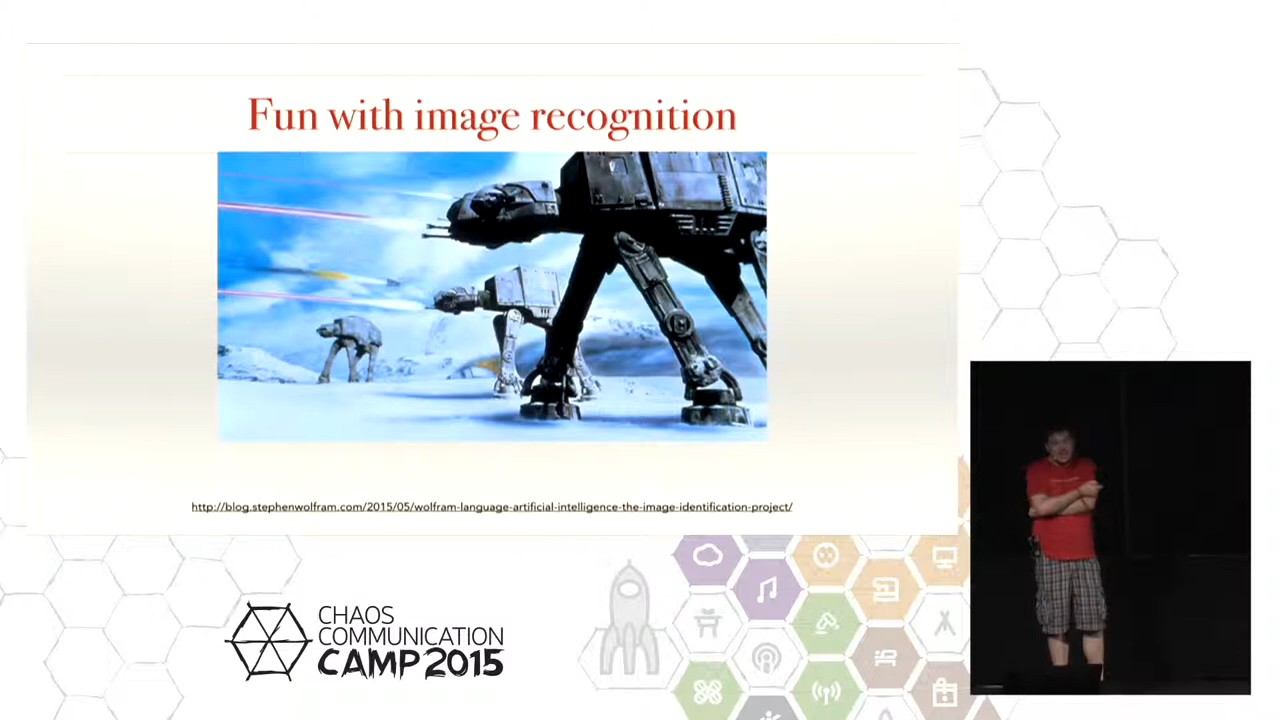 Fun with image recognition
http://blog.stephenwolfram.com/2015/05/wolfram-language-artificial-intelligence-the-image-identification-project/
CHAOS
COMMUNICATION
CAMP 2015